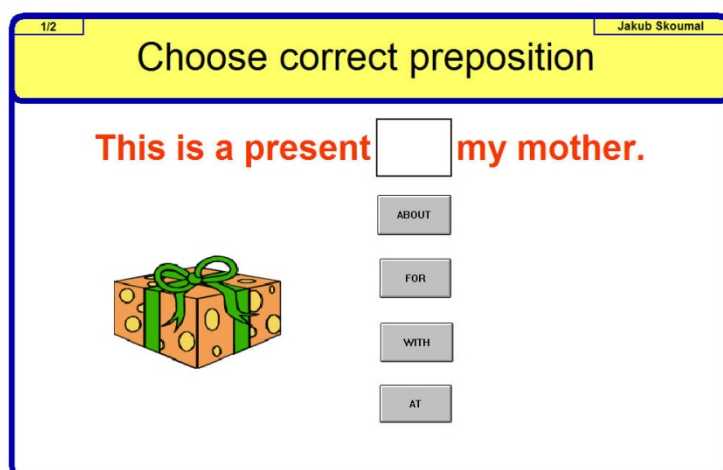 1/2
Jakub Skoumal
Choose correct preposition
This is a present my mother.
ABOUT
FOR
WITH
AT